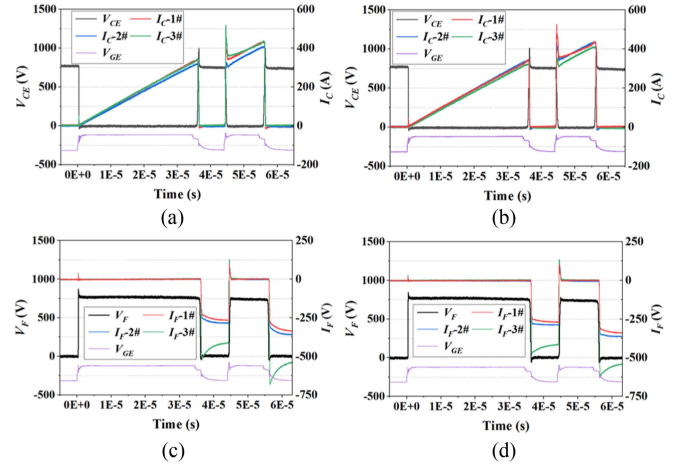 1500
1000
500
0
-500
V_CE (V)
V_CE I_C-1#
I_C-2# I_C-3#
V_GE
600
400
200
0
-200
I_C (A)
0E+0 1E-5 2E-5 3E-5 4E-5 5E-5 6E-5
Time (s)
(a)
1500
1000
500
0
-500
V_CE (V)
V_CE I_C-1#
I_C-2# I_C-3#
V_GE
600
400
200
0
-200
I_C (A)
0E+0 1E-5 2E-5 3E-5 4E-5 5E-5 6E-5
Time (s)
(b)
1500
1000
500
0
-500
V_F (V)
V_F I_F-1#
I_F-2# I_F-3#
V_GE
250
0
-250
-500
-750
I_F (A)
0E+0 1E-5 2E-5 3E-5 4E-5 5E-5 6E-5
Time (s)
(c)
1500
1000
500
0
-500
V_F (V)
V_F I_F-1#
I_F-2# I_F-3#
V_GE
250
0
-250
-500
-750
I_F (A)
0E+0 1E-5 2E-5 3E-5 4E-5 5E-5 6E-5
Time (s)
(d)